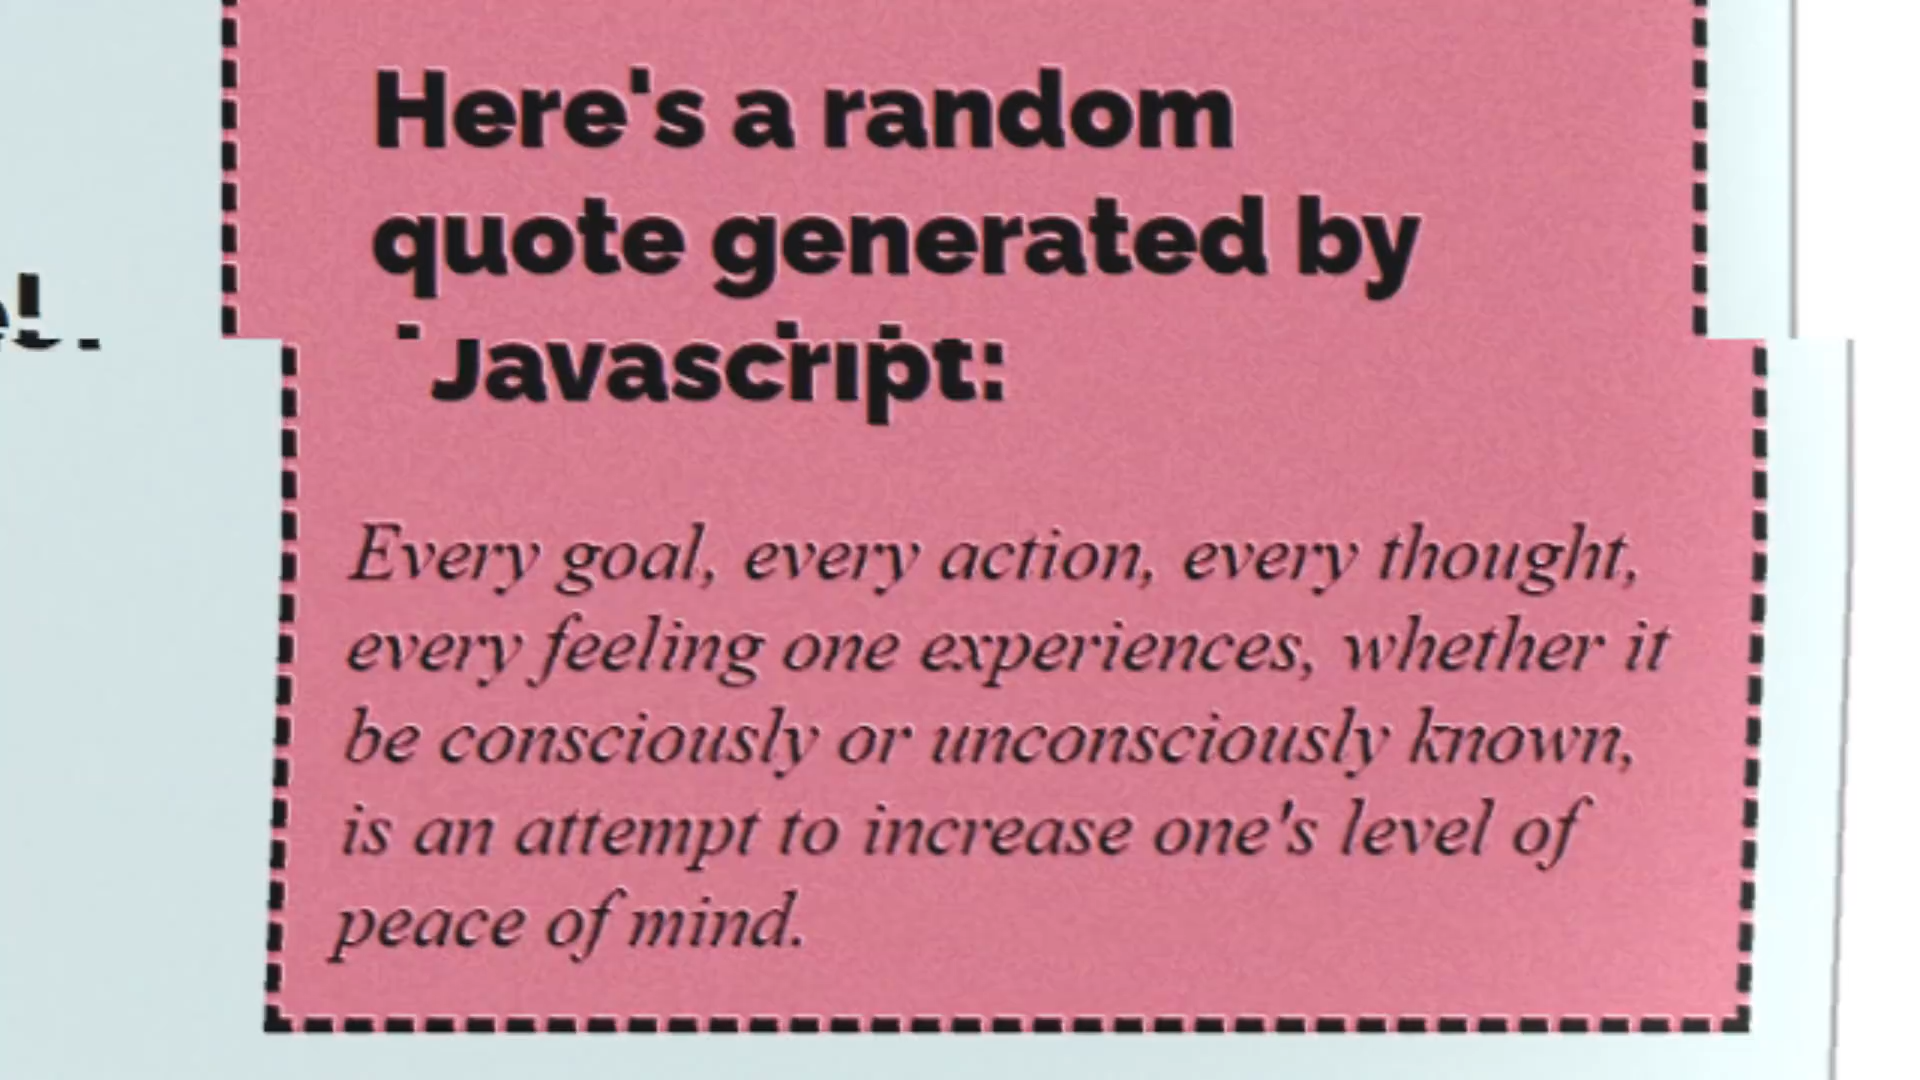 Here's a random
quote generated by
Javascript:
Every goal, every action, every thought,
every feeling one experiences, whether it
be consciously or unconsciously known,
is an attempt to increase one's level of
peace of mind.